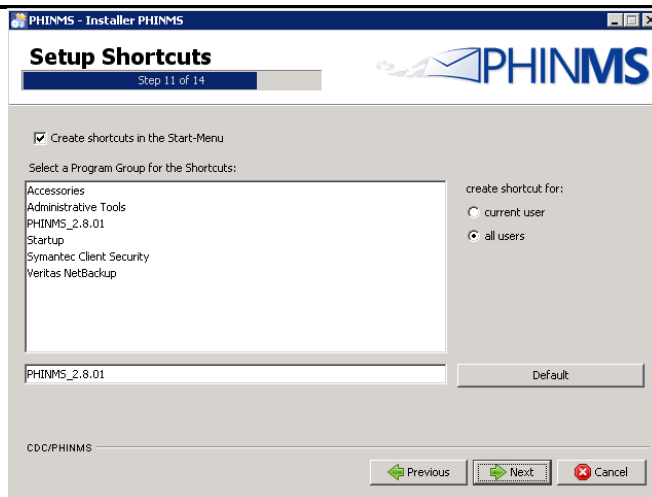 PHINMS - Installer PHINMS
Setup Shortcuts
Step 11 of 14
PHINMS
Create shortcuts in the Start-Menu
Select a Program Group for the Shortcuts:
Accessories
Administrative Tools
PHINMS_2.8.01
Startup
Symantec Client Security
Veritas NetBackup
create shortcut for:
current user
all users
PHINMS_2.8.01
Default
CDC/PHINMS
Previous
Next
Cancel